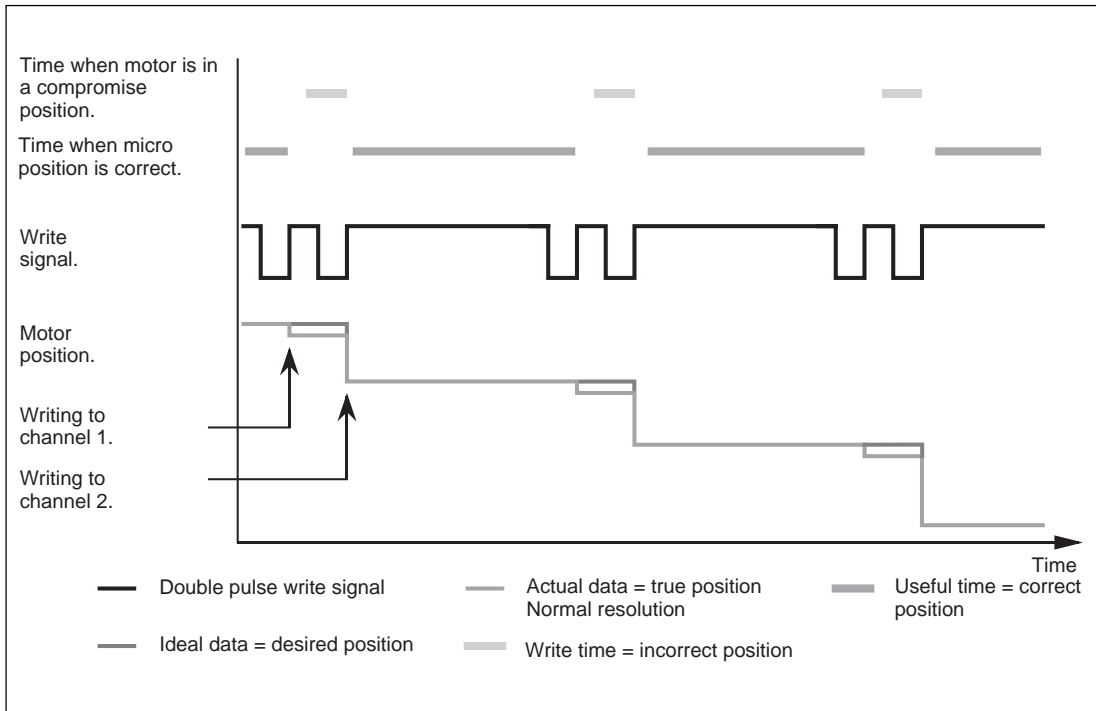 Time when motor is in
a compromise
position.
Time when micro
position is correct.
Write
signal.
Motor
position.
Writing to
channel 1.
Writing to
channel 2.
Time
Double pulse write signal
Actual data = true position
Normal resolution
Useful time = correct
position
Ideal data = desired position
Write time = incorrect position